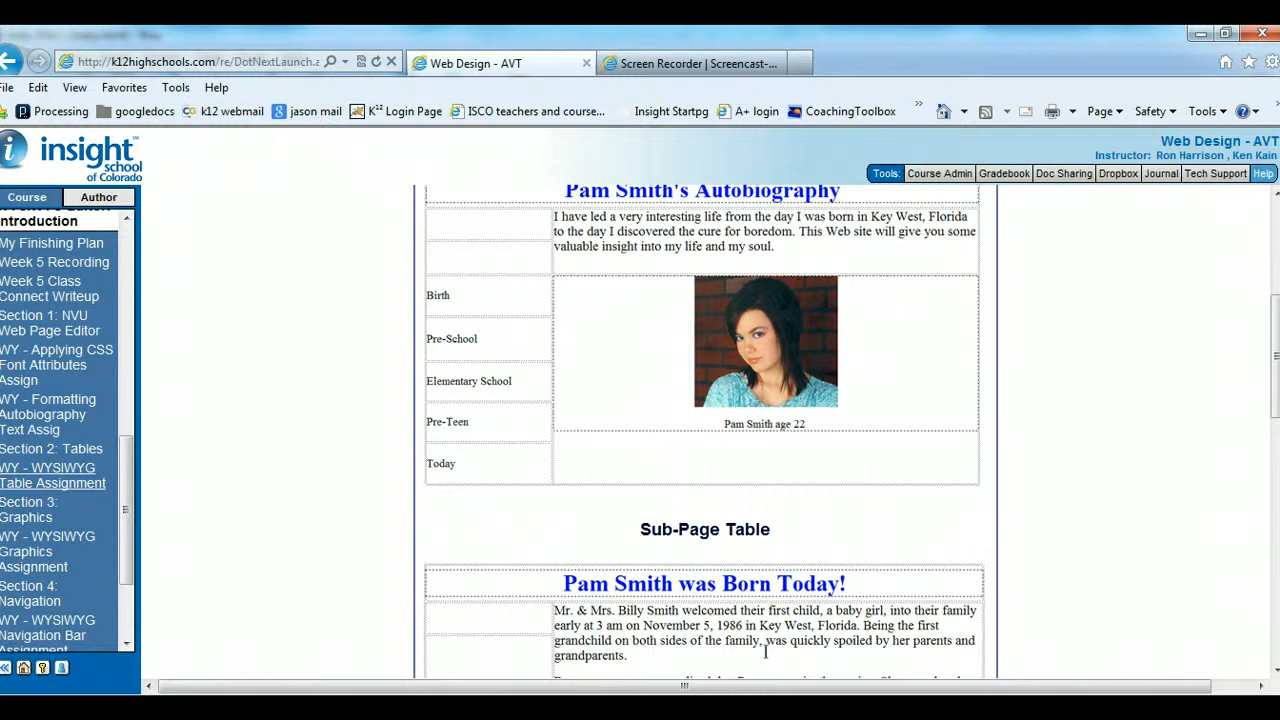 http://k12highschools.com/re/DotNextLaunch.a
Web Design - AVT
Screen Recorder | Screencast-...
File Edit View Favorites Tools Help
Processing googledocs k12 webmail jason mail K¹² Login Page ISCO teachers and course... Insight Startpg A+ login CoachingToolbox » Page Safety Tools
insight
school
of Colorado
Web Design - AVT
Instructor: Ron Harrison , Ken Kain
Tools: Course Admin Gradebook Doc Sharing Dropbox Journal Tech Support Help
Course Author
ntroduction
My Finishing Plan
Week 5 Recording
Week 5 Class
Connect Writeup
Section 1: NVU
Web Page Editor
WY - Applying CSS
Font Attributes
Assign
WY - Formatting
Autobiography
Text Assig
Section 2: Tables
WY - WYSIWYG
Table Assignment
Section 3:
Graphics
WY - WYSIWYG
Graphics
Assignment
Section 4:
Navigation
WY - WYSIWYG
Navigation Bar
Pam Smith's Autobiography
I have led a very interesting life from the day I was born in Key West, Florida
to the day I discovered the cure for boredom. This Web site will give you some
valuable insight into my life and my soul.
Birth
Pre-School
Elementary School
Pre-Teen
Today
Pam Smith age 22
Sub-Page Table
Pam Smith was Born Today!
Mr. & Mrs. Billy Smith welcomed their first child, a baby girl, into their family
early at 3 am on November 5, 1986 in Key West, Florida. Being the first
grandchild on both sides of the family, was quickly spoiled by her parents and
grandparents.